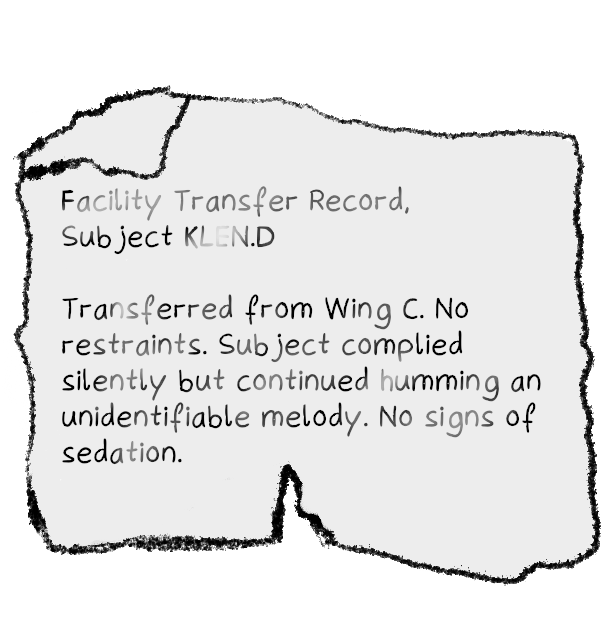 Facility Transfer Record,
Subject KLEN.D
Transferred from Wing C. No
restraints. Subject complied
silently but continued humming an
unidentifiable melody. No signs of
sedation.